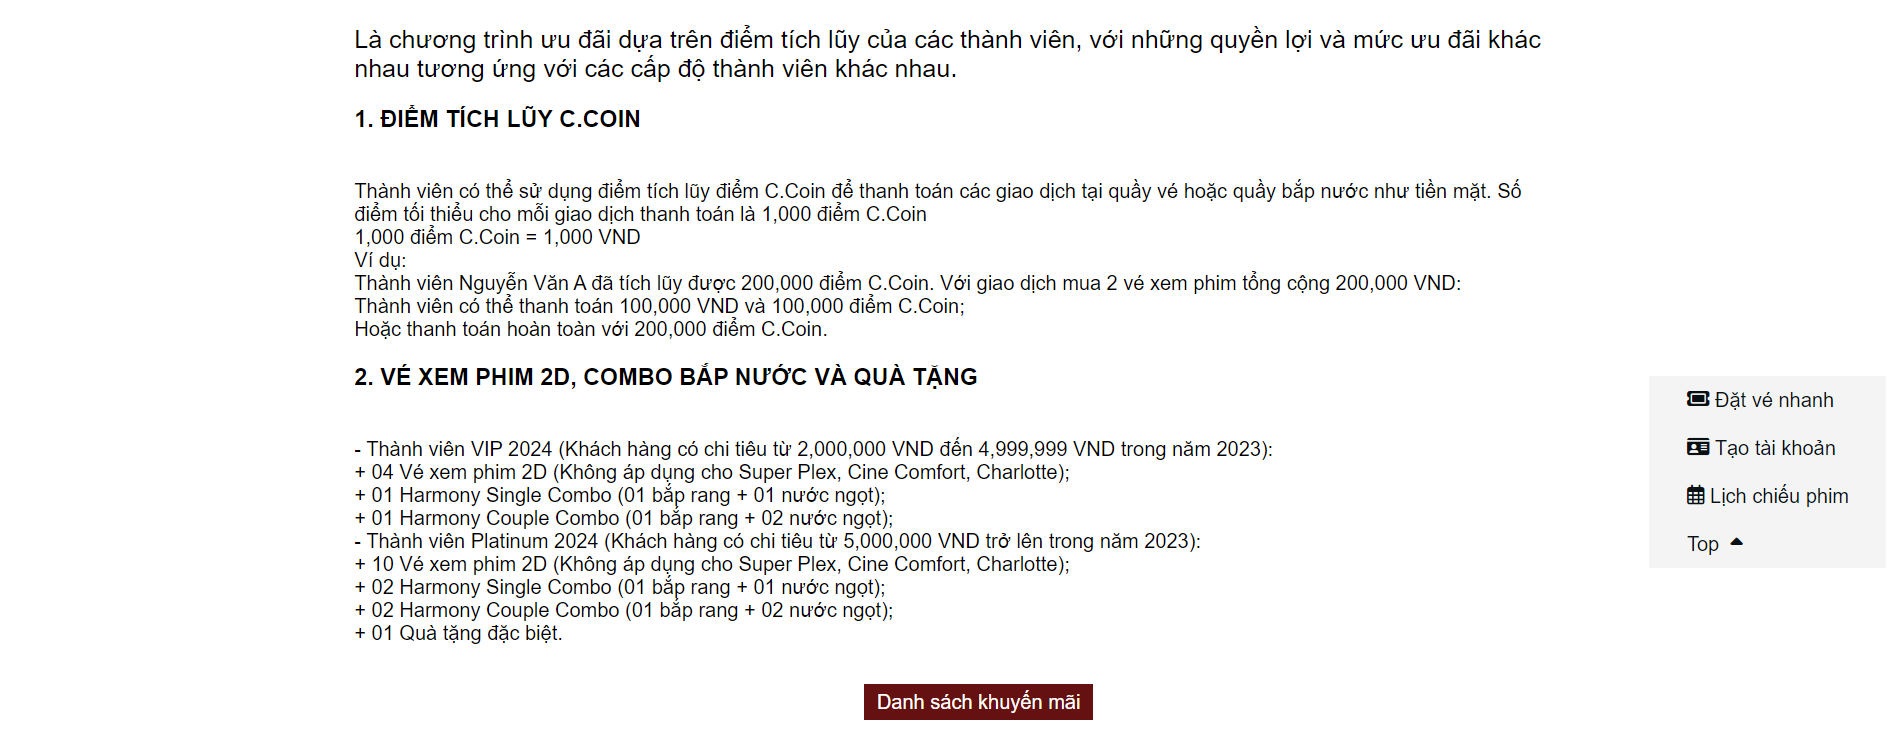 Là chương trình ưu đãi dựa trên điểm tích lũy của các thành viên, với những quyền lợi và mức ưu đãi khác
nhau tương ứng với các cấp độ thành viên khác nhau.
1. ĐIỂM TÍCH LŨY C.COIN
Thành viên có thể sử dụng điểm tích lũy điểm C.Coin để thanh toán các giao dịch tại quầy vé hoặc quầy bắp nước như tiền mặt. Số
điểm tối thiểu cho mỗi giao dịch thanh toán là 1,000 điểm C.Coin
1,000 điểm C.Coin = 1,000 VND
Ví dụ:
Thành viên Nguyễn Văn A đã tích lũy được 200,000 điểm C.Coin. Với giao dịch mua 2 vé xem phim tổng cộng 200,000 VND:
Thành viên có thể thanh toán 100,000 VND và 100,000 điểm C.Coin;
Hoặc thanh toán hoàn toàn với 200,000 điểm C.Coin.
2. VÉ XEM PHIM 2D, COMBO BẮP NƯỚC VÀ QUÀ TẶNG
- Thành viên VIP 2024 (Khách hàng có chi tiêu từ 2,000,000 VND đến 4,999,999 VND trong năm 2023):
+ 04 Vé xem phim 2D (Không áp dụng cho Super Plex, Cine Comfort, Charlotte);
+ 01 Harmony Single Combo (01 bắp rang + 01 nước ngọt);
+ 01 Harmony Couple Combo (01 bắp rang + 02 nước ngọt);
- Thành viên Platinum 2024 (Khách hàng có chi tiêu từ 5,000,000 VND trở lên trong năm 2023):
+ 10 Vé xem phim 2D (Không áp dụng cho Super Plex, Cine Comfort, Charlotte);
+ 02 Harmony Single Combo (01 bắp rang + 01 nước ngọt);
+ 02 Harmony Couple Combo (01 bắp rang + 02 nước ngọt);
+ 01 Quà tặng đặc biệt.
Danh sách khuyến mãi
Đặt vé nhanh
Tạo tài khoản
Lịch chiếu phim
Top